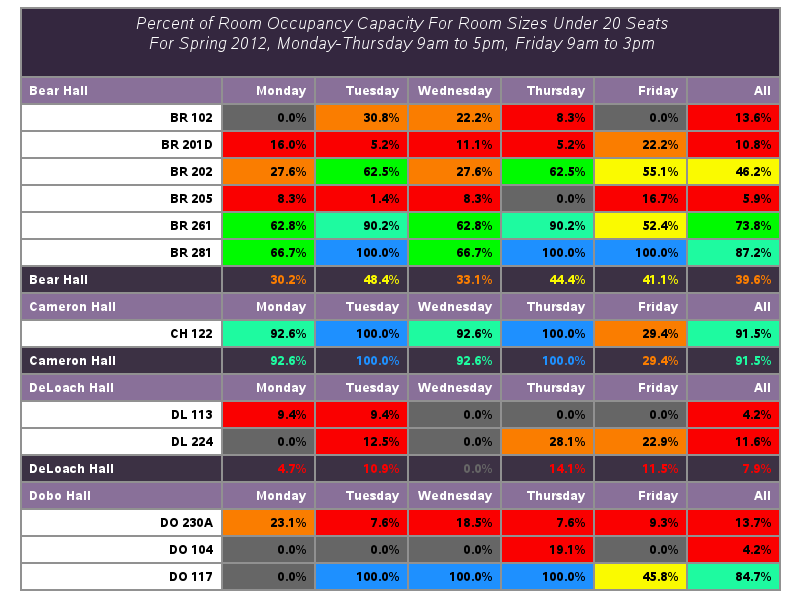 Percent of Room Occupancy Capacity For Room Sizes Under 20 Seats
For Spring 2012, Monday-Thursday 9am to 5pm, Friday 9am to 3pm
Bear Hall Monday Tuesday Wednesday Thursday Friday All
BR 102 0.0% 30.8% 22.2% 8.3% 0.0% 13.6%
BR 201D 16.0% 5.2% 11.1% 5.2% 22.2% 10.8%
BR 202 27.6% 62.5% 27.6% 62.5% 55.1% 46.2%
BR 205 8.3% 1.4% 8.3% 0.0% 16.7% 5.9%
BR 261 62.8% 90.2% 62.8% 90.2% 52.4% 73.8%
BR 281 66.7% 100.0% 66.7% 100.0% 100.0% 87.2%
Bear Hall 30.2% 48.4% 33.1% 44.4% 41.1% 39.6%
Cameron Hall Monday Tuesday Wednesday Thursday Friday All
CH 122 92.6% 100.0% 92.6% 100.0% 29.4% 91.5%
Cameron Hall 92.6% 100.0% 92.6% 100.0% 29.4% 91.5%
DeLoach Hall Monday Tuesday Wednesday Thursday Friday All
DL 113 9.4% 9.4% 0.0% 0.0% 0.0% 4.2%
DL 224 0.0% 12.5% 0.0% 28.1% 22.9% 11.6%
DeLoach Hall 4.7% 10.9% 0.0% 14.1% 11.5% 7.9%
Dobo Hall Monday Tuesday Wednesday Thursday Friday All
DO 230A 23.1% 7.6% 18.5% 7.6% 9.3% 13.7%
DO 104 0.0% 0.0% 0.0% 19.1% 0.0% 4.2%
DO 117 0.0% 100.0% 100.0% 100.0% 45.8% 84.7%